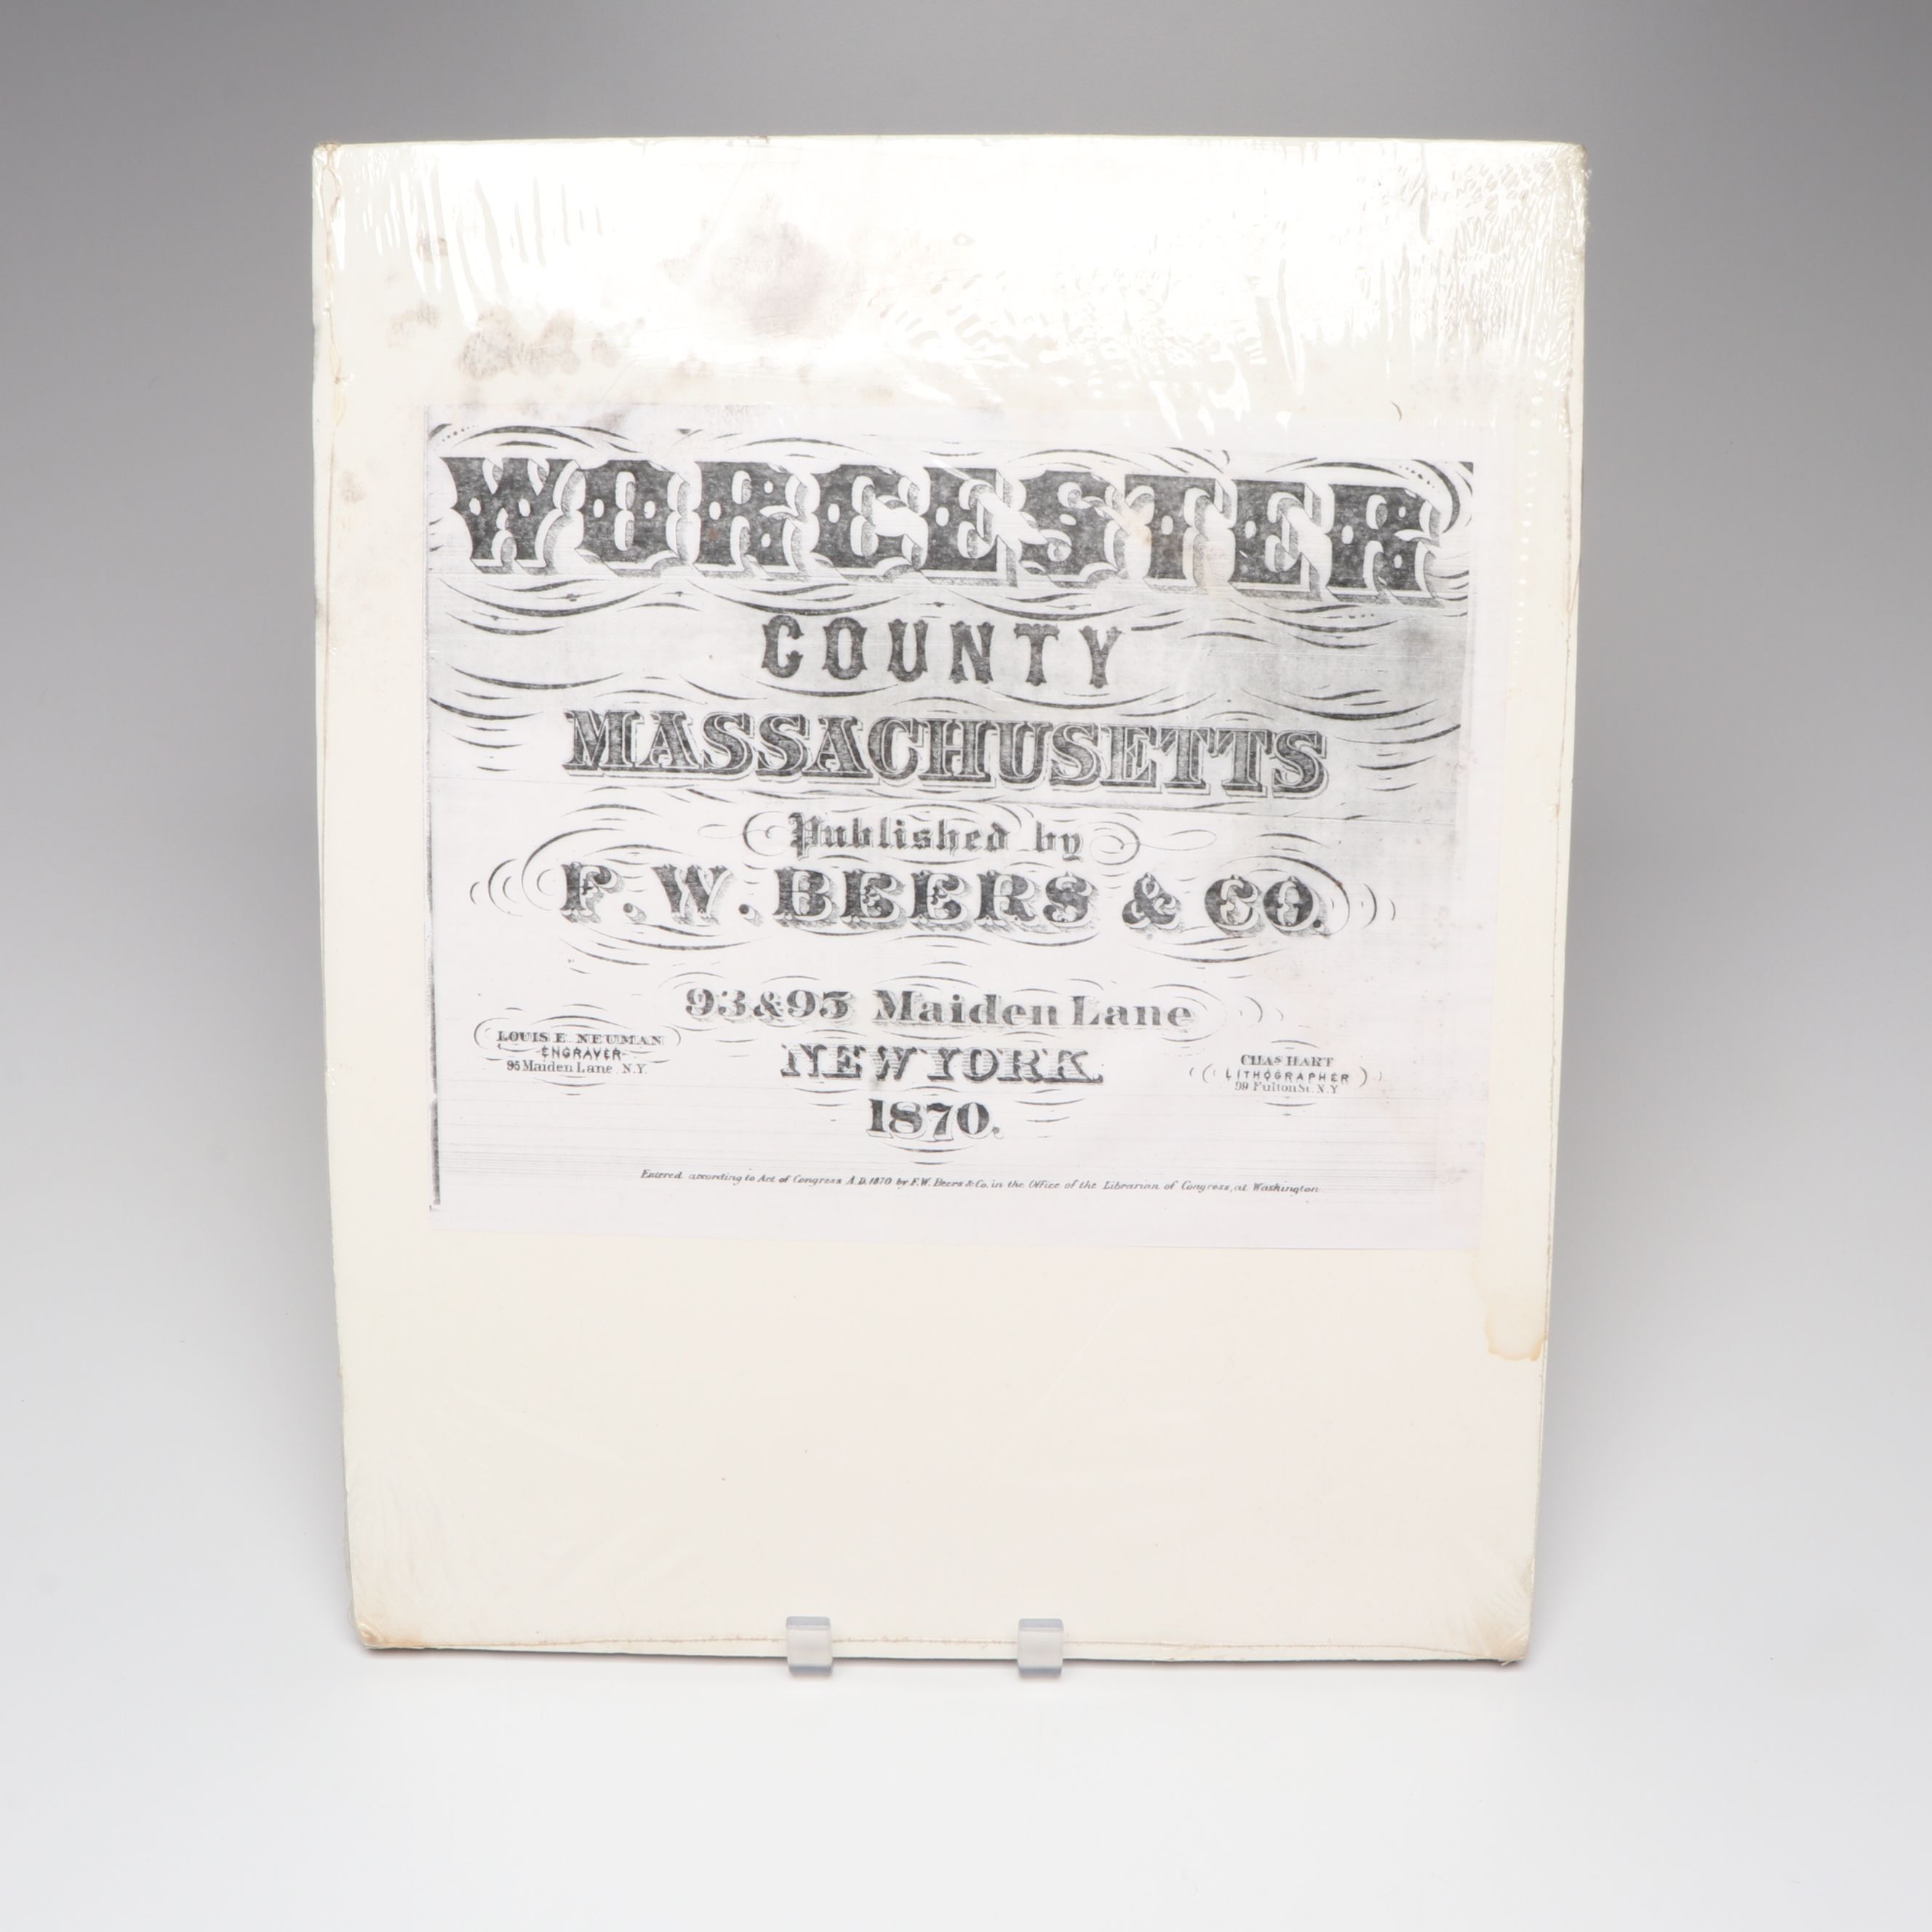 WORCESTER
COUNTY
MASSACHUSETTS
Published by
F. W. BEERS & CO.
93 & 95 Maiden Lane
NEW YORK.
1870.
LOUIS E. NEUMAN
ENGRAVER
95 Maiden Lane, N.Y.
CHAS HART
LITHOGRAPHER
99 Fulton St. N.Y
Entered according to Act of Congress A.D. 1870 by F.W. Beers & Co. in the Office of the Librarian of Congress, at Washington